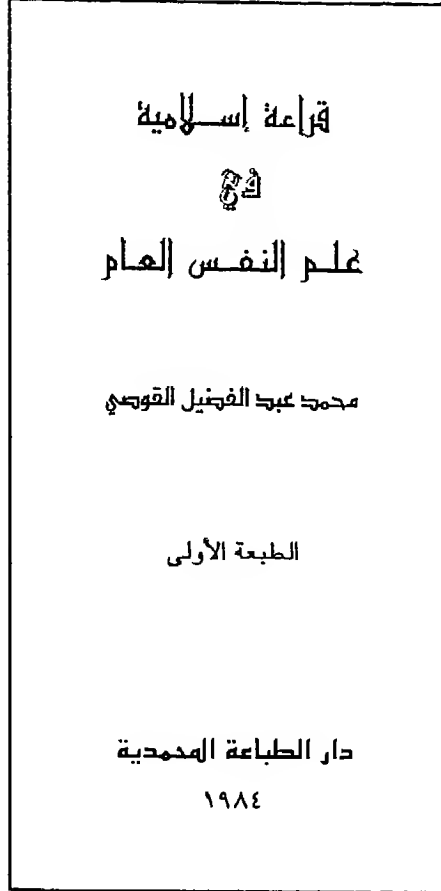 قراءة إسلامية
في
علم النفس العام
محمد عبد الفضيل القوصي
الطبعة الأولى
دار الطباعة المحمدية
١٩٨٤